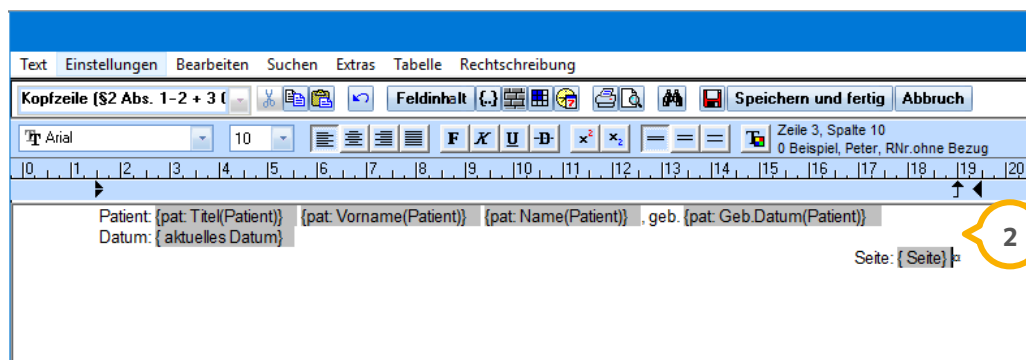 Text Einstellungen Bearbeiten Suchen Extras Tabelle Rechtschreibung
Kopfzeile (§2 Abs. 1-2 + 3 ( Feldinhalt {..} Speichern und fertig Abbruch
Arial 10 F K U -D- x² x₂ Zeile 3, Spalte 10
0 Beispiel, Peter, RNr.ohne Bezug
0 1 2 3 4 5 6 7 8 9 10 11 12 13 14 15 16 17 18 19 20
Patient: {pat: Titel(Patient)} {pat: Vorname(Patient)} {pat: Name(Patient)} , geb. {pat: Geb.Datum(Patient)}
Datum: { aktuelles Datum}
2
Seite: { Seite} ¤